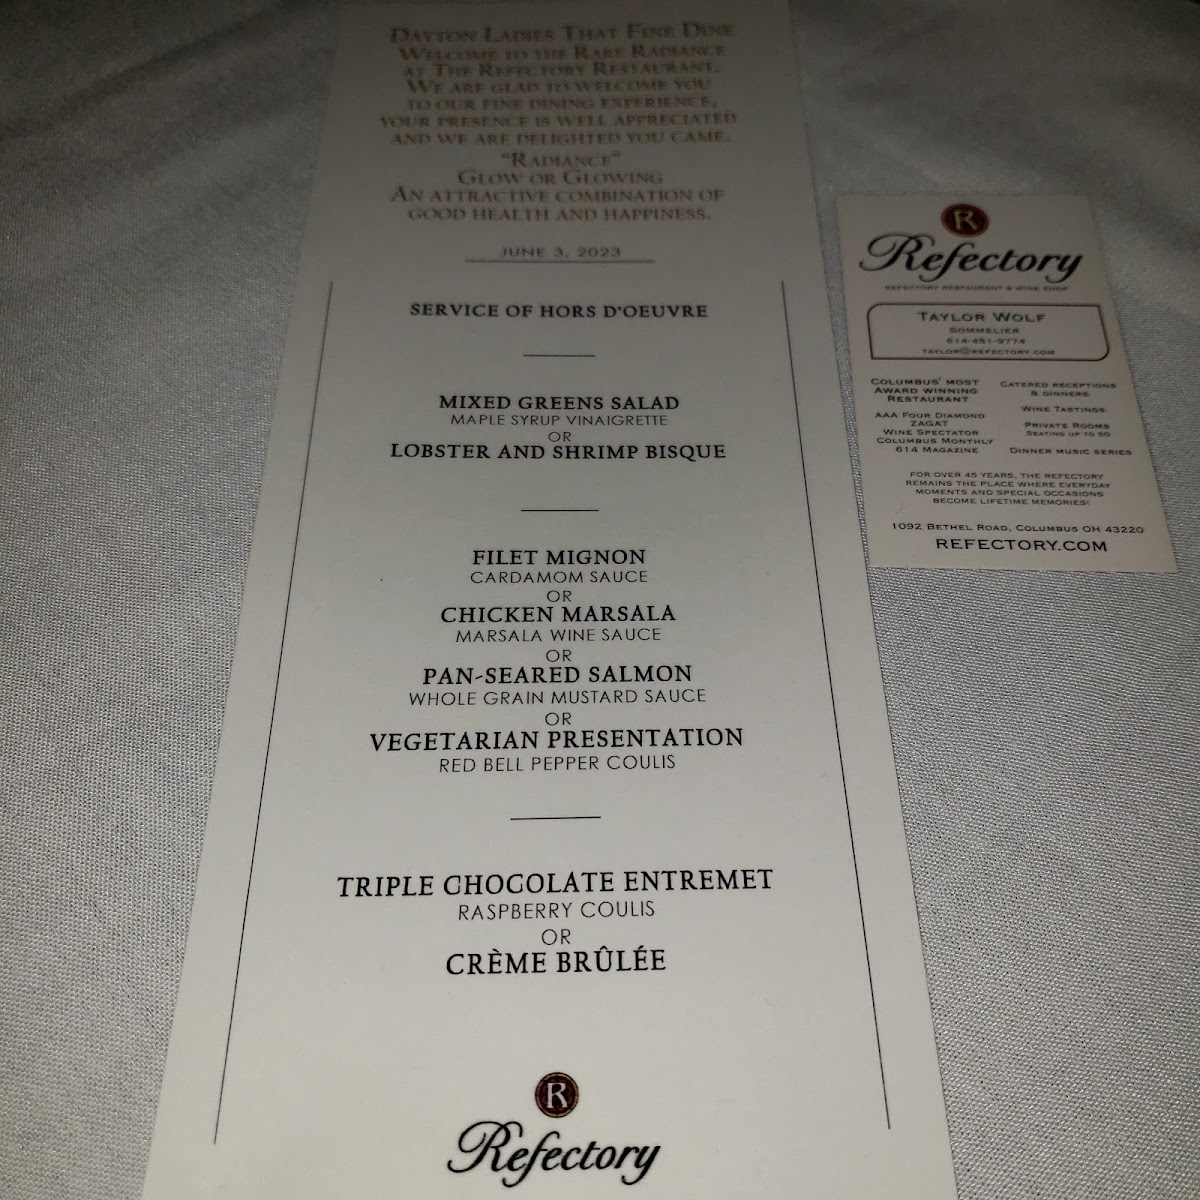 DAYTON LADIES THAT FINE DINE
WELCOME TO THE RARE RADIANCE
AT THE REFECTORY RESTAURANT.
WE ARE GLAD TO WELCOME YOU
TO OUR FINE DINING EXPERIENCE,
YOUR PRESENCE IS WELL APPRECIATED
AND WE ARE DELIGHTED YOU CAME.
"RADIANCE"
GLOW OR GLOWING
AN ATTRACTIVE COMBINATION OF
GOOD HEALTH AND HAPPINESS.
JUNE 3, 2023
SERVICE OF HORS D'OEUVRE
MIXED GREENS SALAD
MAPLE SYRUP VINAIGRETTE
OR
LOBSTER AND SHRIMP BISQUE
FILET MIGNON
CARDAMOM SAUCE
OR
CHICKEN MARSALA
MARSALA WINE SAUCE
OR
PAN-SEARED SALMON
WHOLE GRAIN MUSTARD SAUCE
OR
VEGETARIAN PRESENTATION
RED BELL PEPPER COULIS
TRIPLE CHOCOLATE ENTREMET
RASPBERRY COULIS
OR
CRÈME BRÛLÉE
R
Refectory
R
Refectory
REFECTORY RESTAURANT & WINE SHOP
TAYLOR WOLF
SOMMELIER
614-451-9774
TAYLOR@REFECTORY.COM
COLUMBUS' MOST
AWARD WINNING
RESTAURANT
AAA FOUR DIAMOND
ZAGAT
WINE SPECTATOR
COLUMBUS MONTHLY
614 MAGAZINE
CATERED RECEPTIONS
& DINNERS
WINE TASTINGS
PRIVATE ROOMS
SEATING UP TO 50
DINNER MUSIC SERIES
FOR OVER 45 YEARS, THE REFECTORY
REMAINS THE PLACE WHERE EVERYDAY
MOMENTS AND SPECIAL OCCASIONS
BECOME LIFETIME MEMORIES!
1092 BETHEL ROAD, COLUMBUS OH 43220
REFECTORY.COM